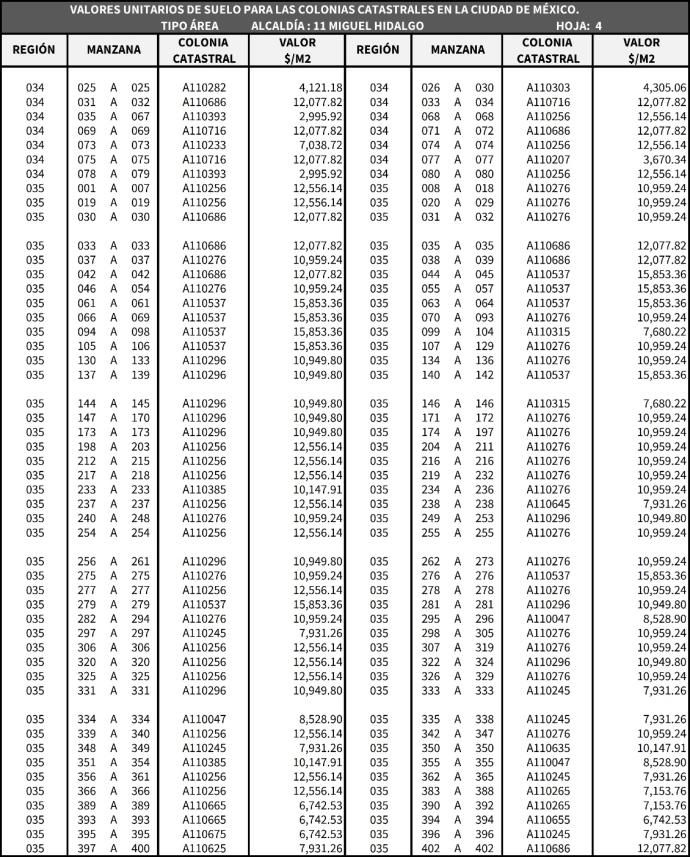 VALORES UNITARIOS DE SUELO PARA LAS COLONIAS CATASTRALES EN LA CIUDAD DE MÉXICO.
TIPO ÁREA ALCALDÍA : 11 MIGUEL HIDALGO HOJA: 4
REGIÓN MANZANA COLONIA CATASTRAL VALOR $/M2 REGIÓN MANZANA COLONIA CATASTRAL VALOR $/M2
034 025 A 025 A110282 4,121.18 034 026 A 030 A110303 4,305.06
034 031 A 032 A110686 12,077.82 034 033 A 034 A110716 12,077.82
034 035 A 067 A110393 2,995.92 034 068 A 068 A110256 12,556.14
034 069 A 069 A110716 12,077.82 034 071 A 072 A110686 12,077.82
034 073 A 073 A110233 7,038.72 034 074 A 074 A110256 12,556.14
034 075 A 075 A110716 12,077.82 034 077 A 077 A110207 3,670.34
034 078 A 079 A110393 2,995.92 034 080 A 080 A110256 12,556.14
035 001 A 007 A110256 12,556.14 035 008 A 018 A110276 10,959.24
035 019 A 019 A110256 12,556.14 035 020 A 029 A110276 10,959.24
035 030 A 030 A110686 12,077.82 035 031 A 032 A110276 10,959.24
035 033 A 033 A110686 12,077.82 035 035 A 035 A110686 12,077.82
035 037 A 037 A110276 10,959.24 035 038 A 039 A110686 12,077.82
035 042 A 042 A110686 12,077.82 035 044 A 045 A110537 15,853.36
035 046 A 054 A110276 10,959.24 035 055 A 057 A110537 15,853.36
035 061 A 061 A110537 15,853.36 035 063 A 064 A110537 15,853.36
035 066 A 069 A110537 15,853.36 035 070 A 093 A110276 10,959.24
035 094 A 098 A110537 15,853.36 035 099 A 104 A110315 7,680.22
035 105 A 106 A110537 15,853.36 035 107 A 129 A110276 10,959.24
035 130 A 133 A110296 10,949.80 035 134 A 136 A110276 10,959.24
035 137 A 139 A110296 10,949.80 035 140 A 142 A110537 15,853.36
035 144 A 145 A110296 10,949.80 035 146 A 146 A110315 7,680.22
035 147 A 170 A110296 10,949.80 035 171 A 172 A110276 10,959.24
035 173 A 173 A110296 10,949.80 035 174 A 197 A110276 10,959.24
035 198 A 203 A110256 12,556.14 035 204 A 211 A110276 10,959.24
035 212 A 215 A110256 12,556.14 035 216 A 216 A110276 10,959.24
035 217 A 218 A110256 12,556.14 035 219 A 232 A110276 10,959.24
035 233 A 233 A110385 10,147.91 035 234 A 236 A110276 10,959.24
035 237 A 237 A110256 12,556.14 035 238 A 238 A110645 7,931.26
035 240 A 248 A110276 10,959.24 035 249 A 253 A110296 10,949.80
035 254 A 254 A110256 12,556.14 035 255 A 255 A110276 10,959.24
035 256 A 261 A110296 10,949.80 035 262 A 273 A110276 10,959.24
035 275 A 275 A110276 10,959.24 035 276 A 276 A110537 15,853.36
035 277 A 277 A110256 12,556.14 035 278 A 278 A110276 10,959.24
035 279 A 279 A110537 15,853.36 035 281 A 281 A110296 10,949.80
035 282 A 294 A110276 10,959.24 035 295 A 296 A110047 8,528.90
035 297 A 297 A110245 7,931.26 035 298 A 305 A110276 10,959.24
035 306 A 306 A110256 12,556.14 035 307 A 319 A110276 10,959.24
035 320 A 320 A110256 12,556.14 035 322 A 324 A110296 10,949.80
035 325 A 325 A110256 12,556.14 035 326 A 329 A110276 10,959.24
035 331 A 331 A110296 10,949.80 035 333 A 333 A110245 7,931.26
035 334 A 334 A110047 8,528.90 035 335 A 338 A110245 7,931.26
035 339 A 340 A110256 12,556.14 035 342 A 347 A110276 10,959.24
035 348 A 349 A110245 7,931.26 035 350 A 350 A110635 10,147.91
035 351 A 354 A110385 10,147.91 035 355 A 355 A110047 8,528.90
035 356 A 361 A110256 12,556.14 035 362 A 365 A110245 7,931.26
035 366 A 366 A110256 12,556.14 035 383 A 388 A110265 7,153.76
035 389 A 389 A110665 6,742.53 035 390 A 392 A110265 7,153.76
035 393 A 393 A110665 6,742.53 035 394 A 394 A110655 6,742.53
035 395 A 395 A110675 6,742.53 035 396 A 396 A110245 7,931.26
035 397 A 400 A110625 7,931.26 035 402 A 402 A110686 12,077.82